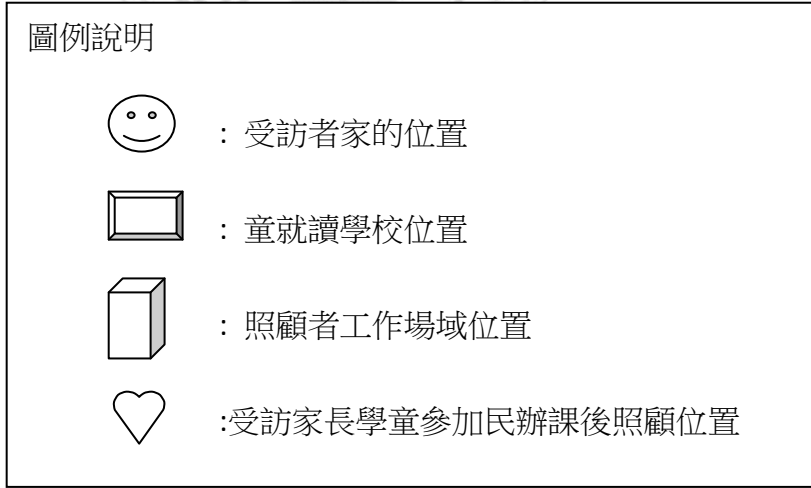 圖例說明
：受訪者家的位置
：童就讀學校位置
：照顧者工作場域位置
:受訪家長學童參加民辦課後照顧位置